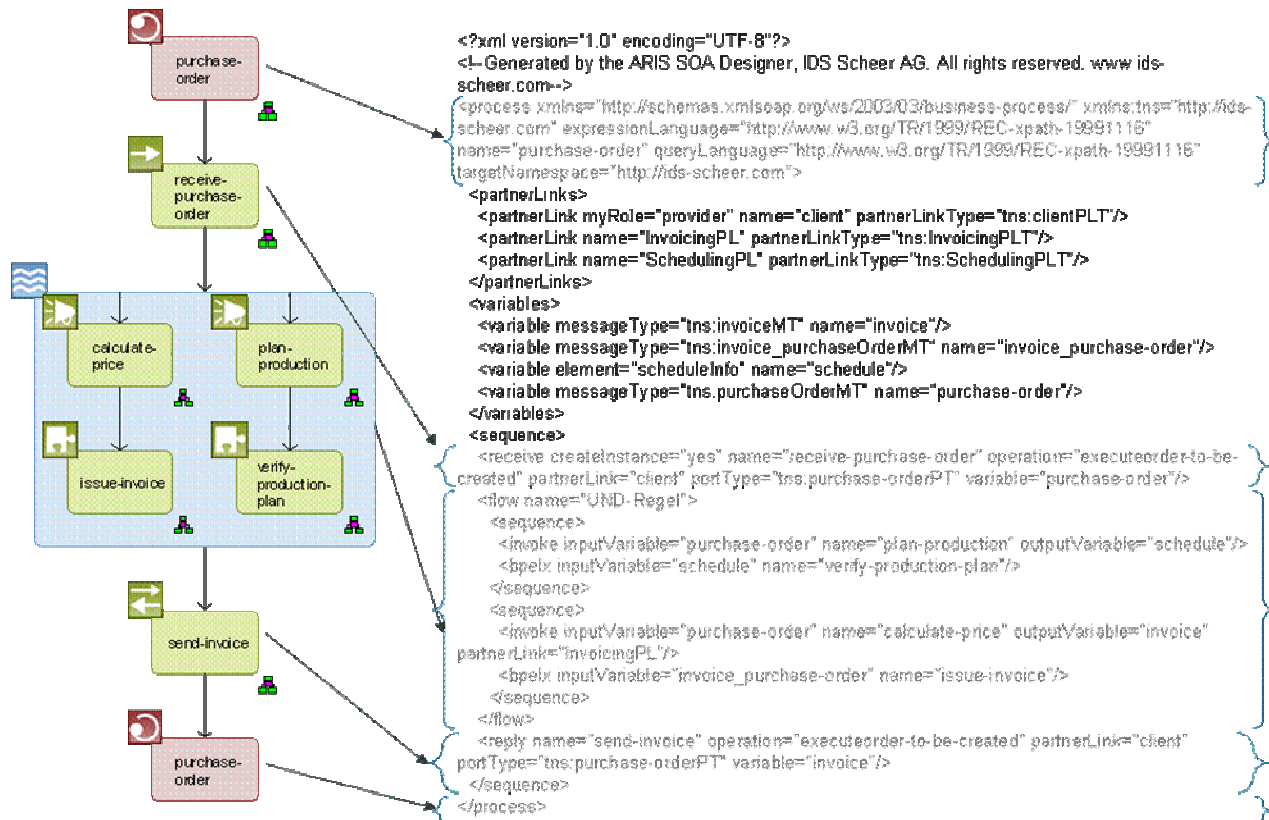 purchase-
order
receive-
purchase-
order
calculate-
price
plan-
production
issue-invoice
verify-
production-
plan
send-invoice
purchase-
order
<?xml version="1.0" encoding="UTF-8"?>
<!--Generated by the ARIS SOA Designer, IDS Scheer AG. All rights reserved. www ids-
scheer.com-->
<process xmlns="http://schemas.xmlsoap.org/ws/2003/03/business-process/" xmlns:tns="http://ids-
scheer.com" expressionLanguage="http://www.w3.org/TR/1999/REC-xpath-19991116"
name="purchase-order" queryLanguage="http://www.w3.org/TR/1999/REC-xpath-19991116"
targetNamespace="http://ids-scheer.com">
<partnerLinks>
<partnerLink myRole="provider" name="client" partnerLinkType="tns:clientPLT"/>
<partnerLink name="InvoicingPL" partnerLinkType="tns:InvoicingPLT"/>
<partnerLink name="SchedulingPL" partnerLinkType="tns:SchedulingPLT"/>
</partnerLinks>
<variables>
<variable messageType="tns:invoiceMT" name="invoice"/>
<variable messageType="tns:invoice_purchaseOrderMT" name="invoice_purchase-order"/>
<variable element="scheduleInfo" name="schedule"/>
<variable messageType="tns.purchaseOrderMT" name="purchase-order"/>
</variables>
<sequence>
<receive createInstance="yes" name="receive-purchase-order" operation="executeorder-to-be-
created" partnerLink="client" portType="tns:purchase-orderPT" variable="purchase-order"/>
<flow name="UND-Regel">
<sequence>
<invoke inputVariable="purchase-order" name="plan-production" outputVariable="schedule"/>
<bpelx inputVariable="schedule" name="verify-production-plan"/>
</sequence>
<sequence>
<invoke inputVariable="purchase-order" name="calculate-price" outputVariable="invoice"
partnerLink="InvoicingPL"/>
<bpelx inputVariable="invoice_purchase-order" name="issue-invoice"/>
</sequence>
</flow>
<reply name="send-invoice" operation="executeorder-to-be-created" partnerLink="client"
portType="tns:purchase-orderPT" variable="invoice"/>
</sequence>
</process>